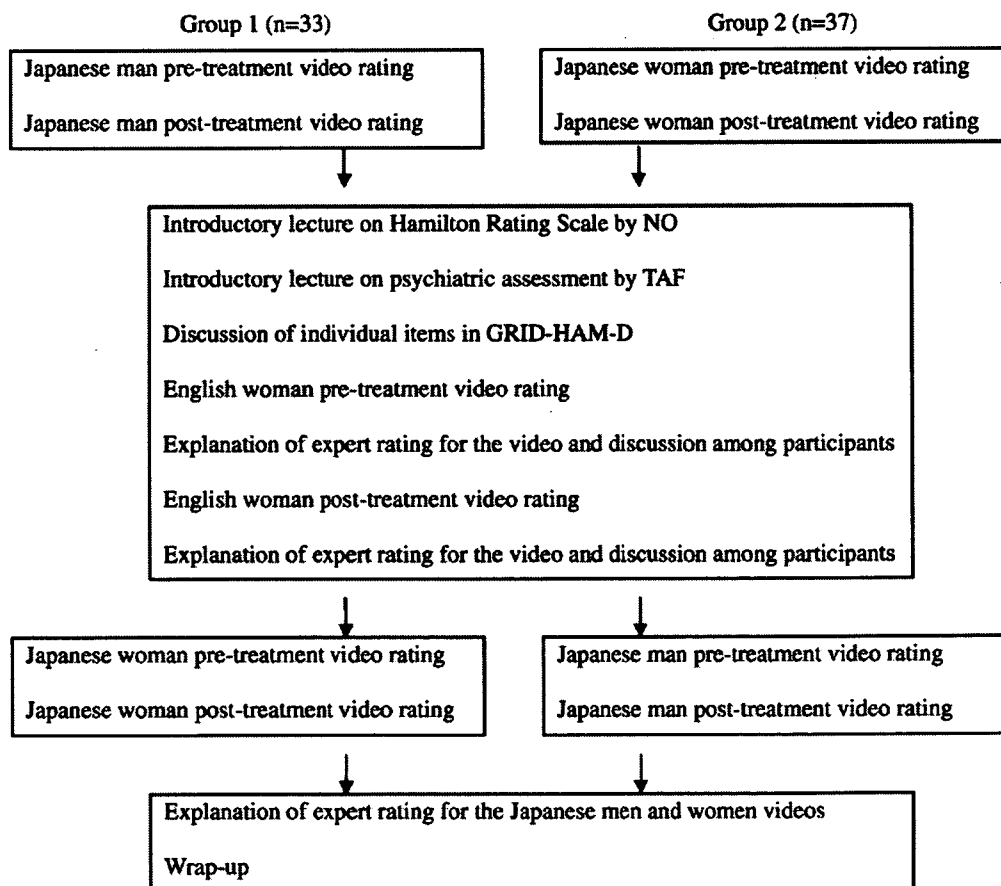 Group 1 (n=33)
Group 2 (n=37)
Japanese man pre-treatment video rating
Japanese man post-treatment video rating
Japanese woman pre-treatment video rating
Japanese woman post-treatment video rating
Introductory lecture on Hamilton Rating Scale by NO
Introductory lecture on psychiatric assessment by TAF
Discussion of individual items in GRID-HAM-D
English woman pre-treatment video rating
Explanation of expert rating for the video and discussion among participants
English woman post-treatment video rating
Explanation of expert rating for the video and discussion among participants
Japanese woman pre-treatment video rating
Japanese woman post-treatment video rating
Japanese man pre-treatment video rating
Japanese man post-treatment video rating
Explanation of expert rating for the Japanese men and women videos
Wrap-up